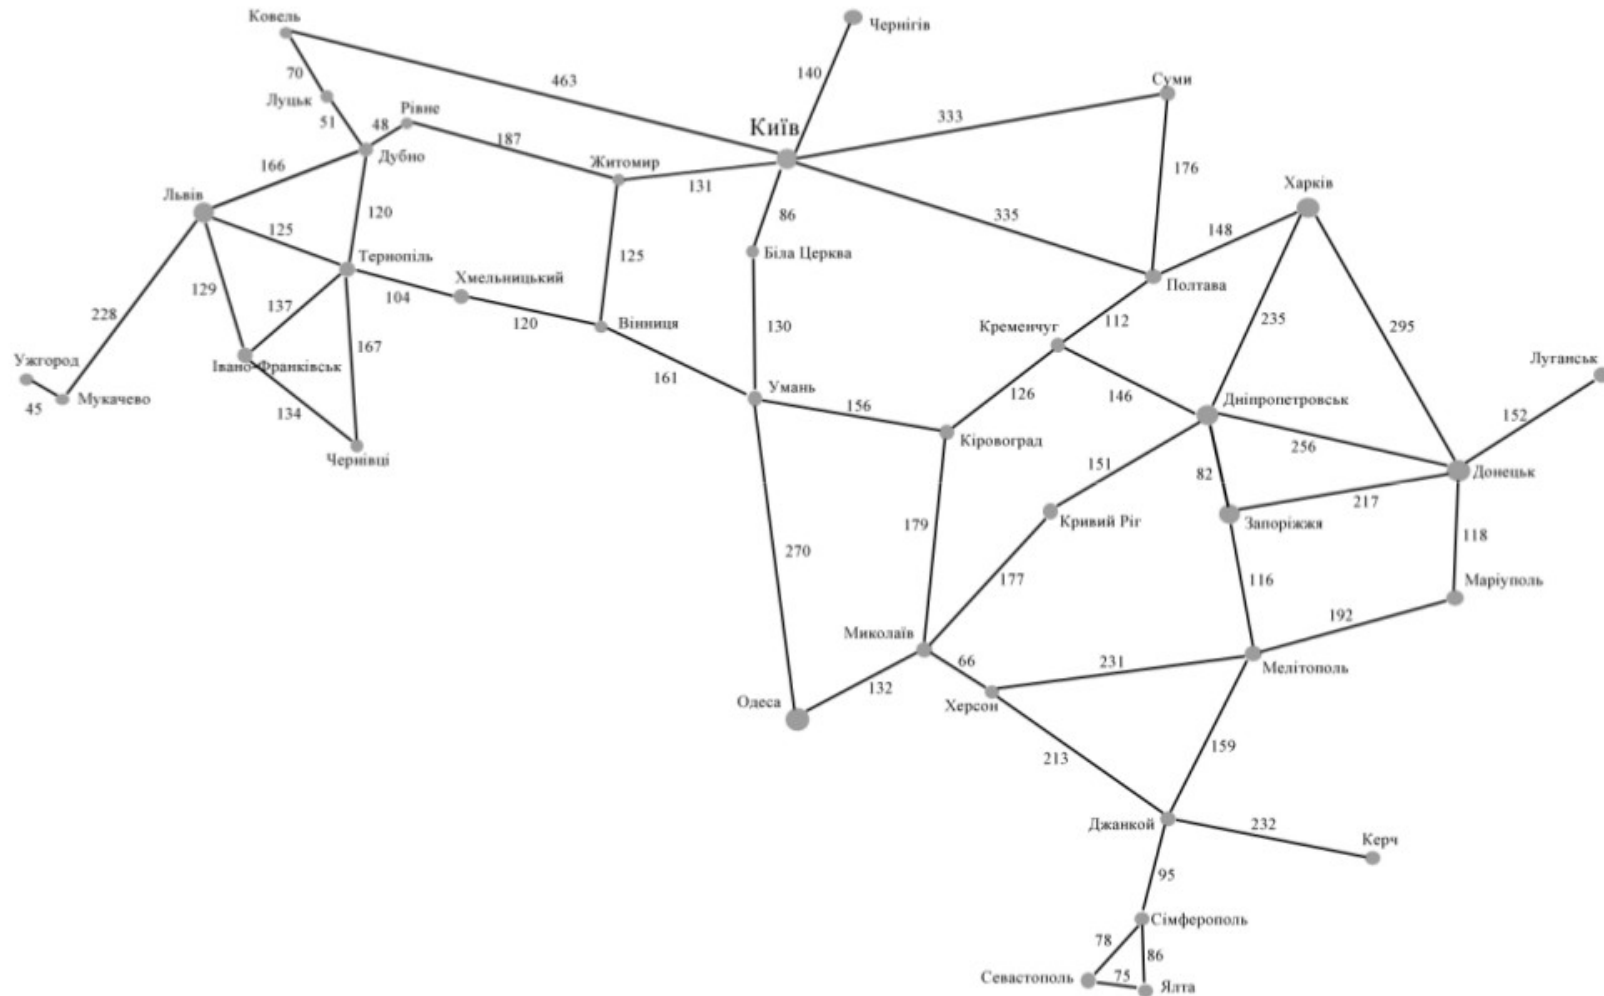 Ковель
Чернігів
70
463
140
Суми
Луцьк
Рівне
51
48
Київ
333
187
Дубно
Житомир
166
131
176
Львів
Харків
120
86
335
148
125
Тернопіль
125
Біла Церква
Полтава
Хмельницький
129
137
104
228
120
Вінниця
130
Кременчуг
112
235
295
Ужгород
Івано-Франківськ
167
Луганськ
45
Мукачево
161
Умань
156
126
146
Дніпропетровськ
152
134
Кіровоград
256
Чернівці
151
82
Донецьк
217
179
Кривий Ріг
Запоріжжя
118
270
177
116
Маріуполь
192
Миколаїв
66
231
Мелітополь
132
Одеса
Херсон
213
159
Джанкой
232
Керч
95
Сімферополь
78
86
Севастополь
75
Ялта